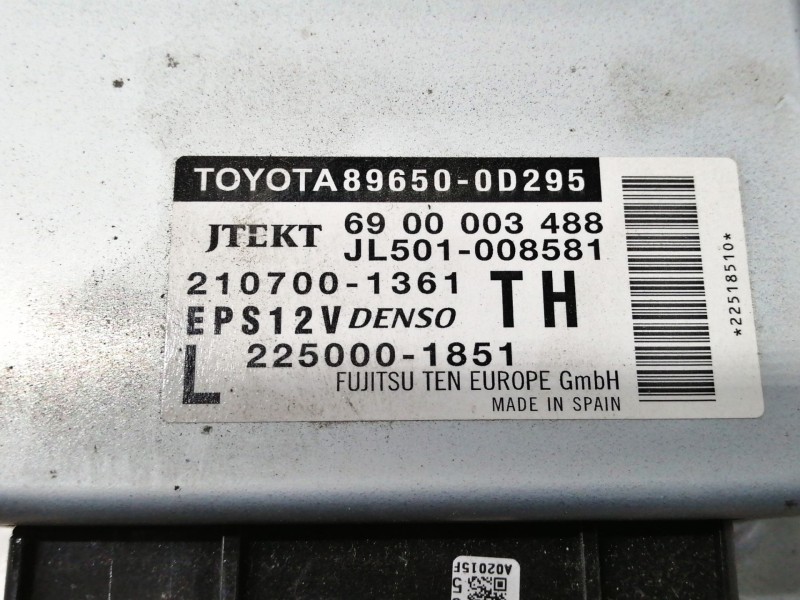 TOYOTA 89650-0D295
JTEKT 69 00 003 488
JL501-008581
210700-1361 TH
EPS12V DENSO
L 225000-1851
FUJITSU TEN EUROPE GmbH
MADE IN SPAIN
*22518510*
A02015F